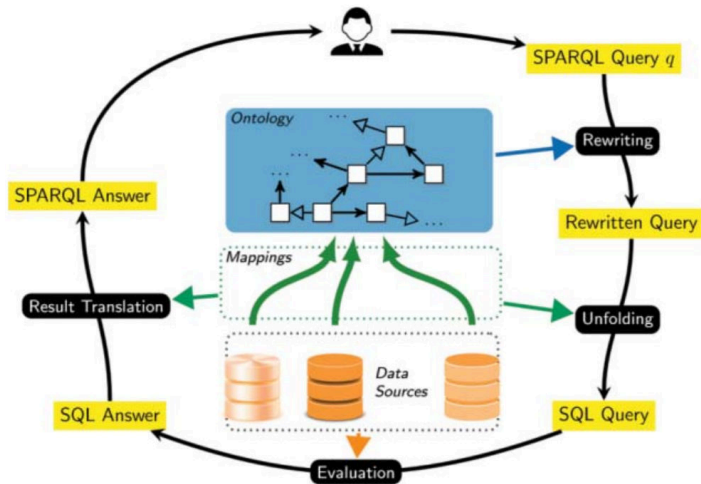 SPARQL Query q
Ontology
...
...
...
...
...
Rewriting
SPARQL Answer
Rewritten Query
Mappings
Result Translation
Unfolding
Data
Sources
SQL Answer
SQL Query
Evaluation